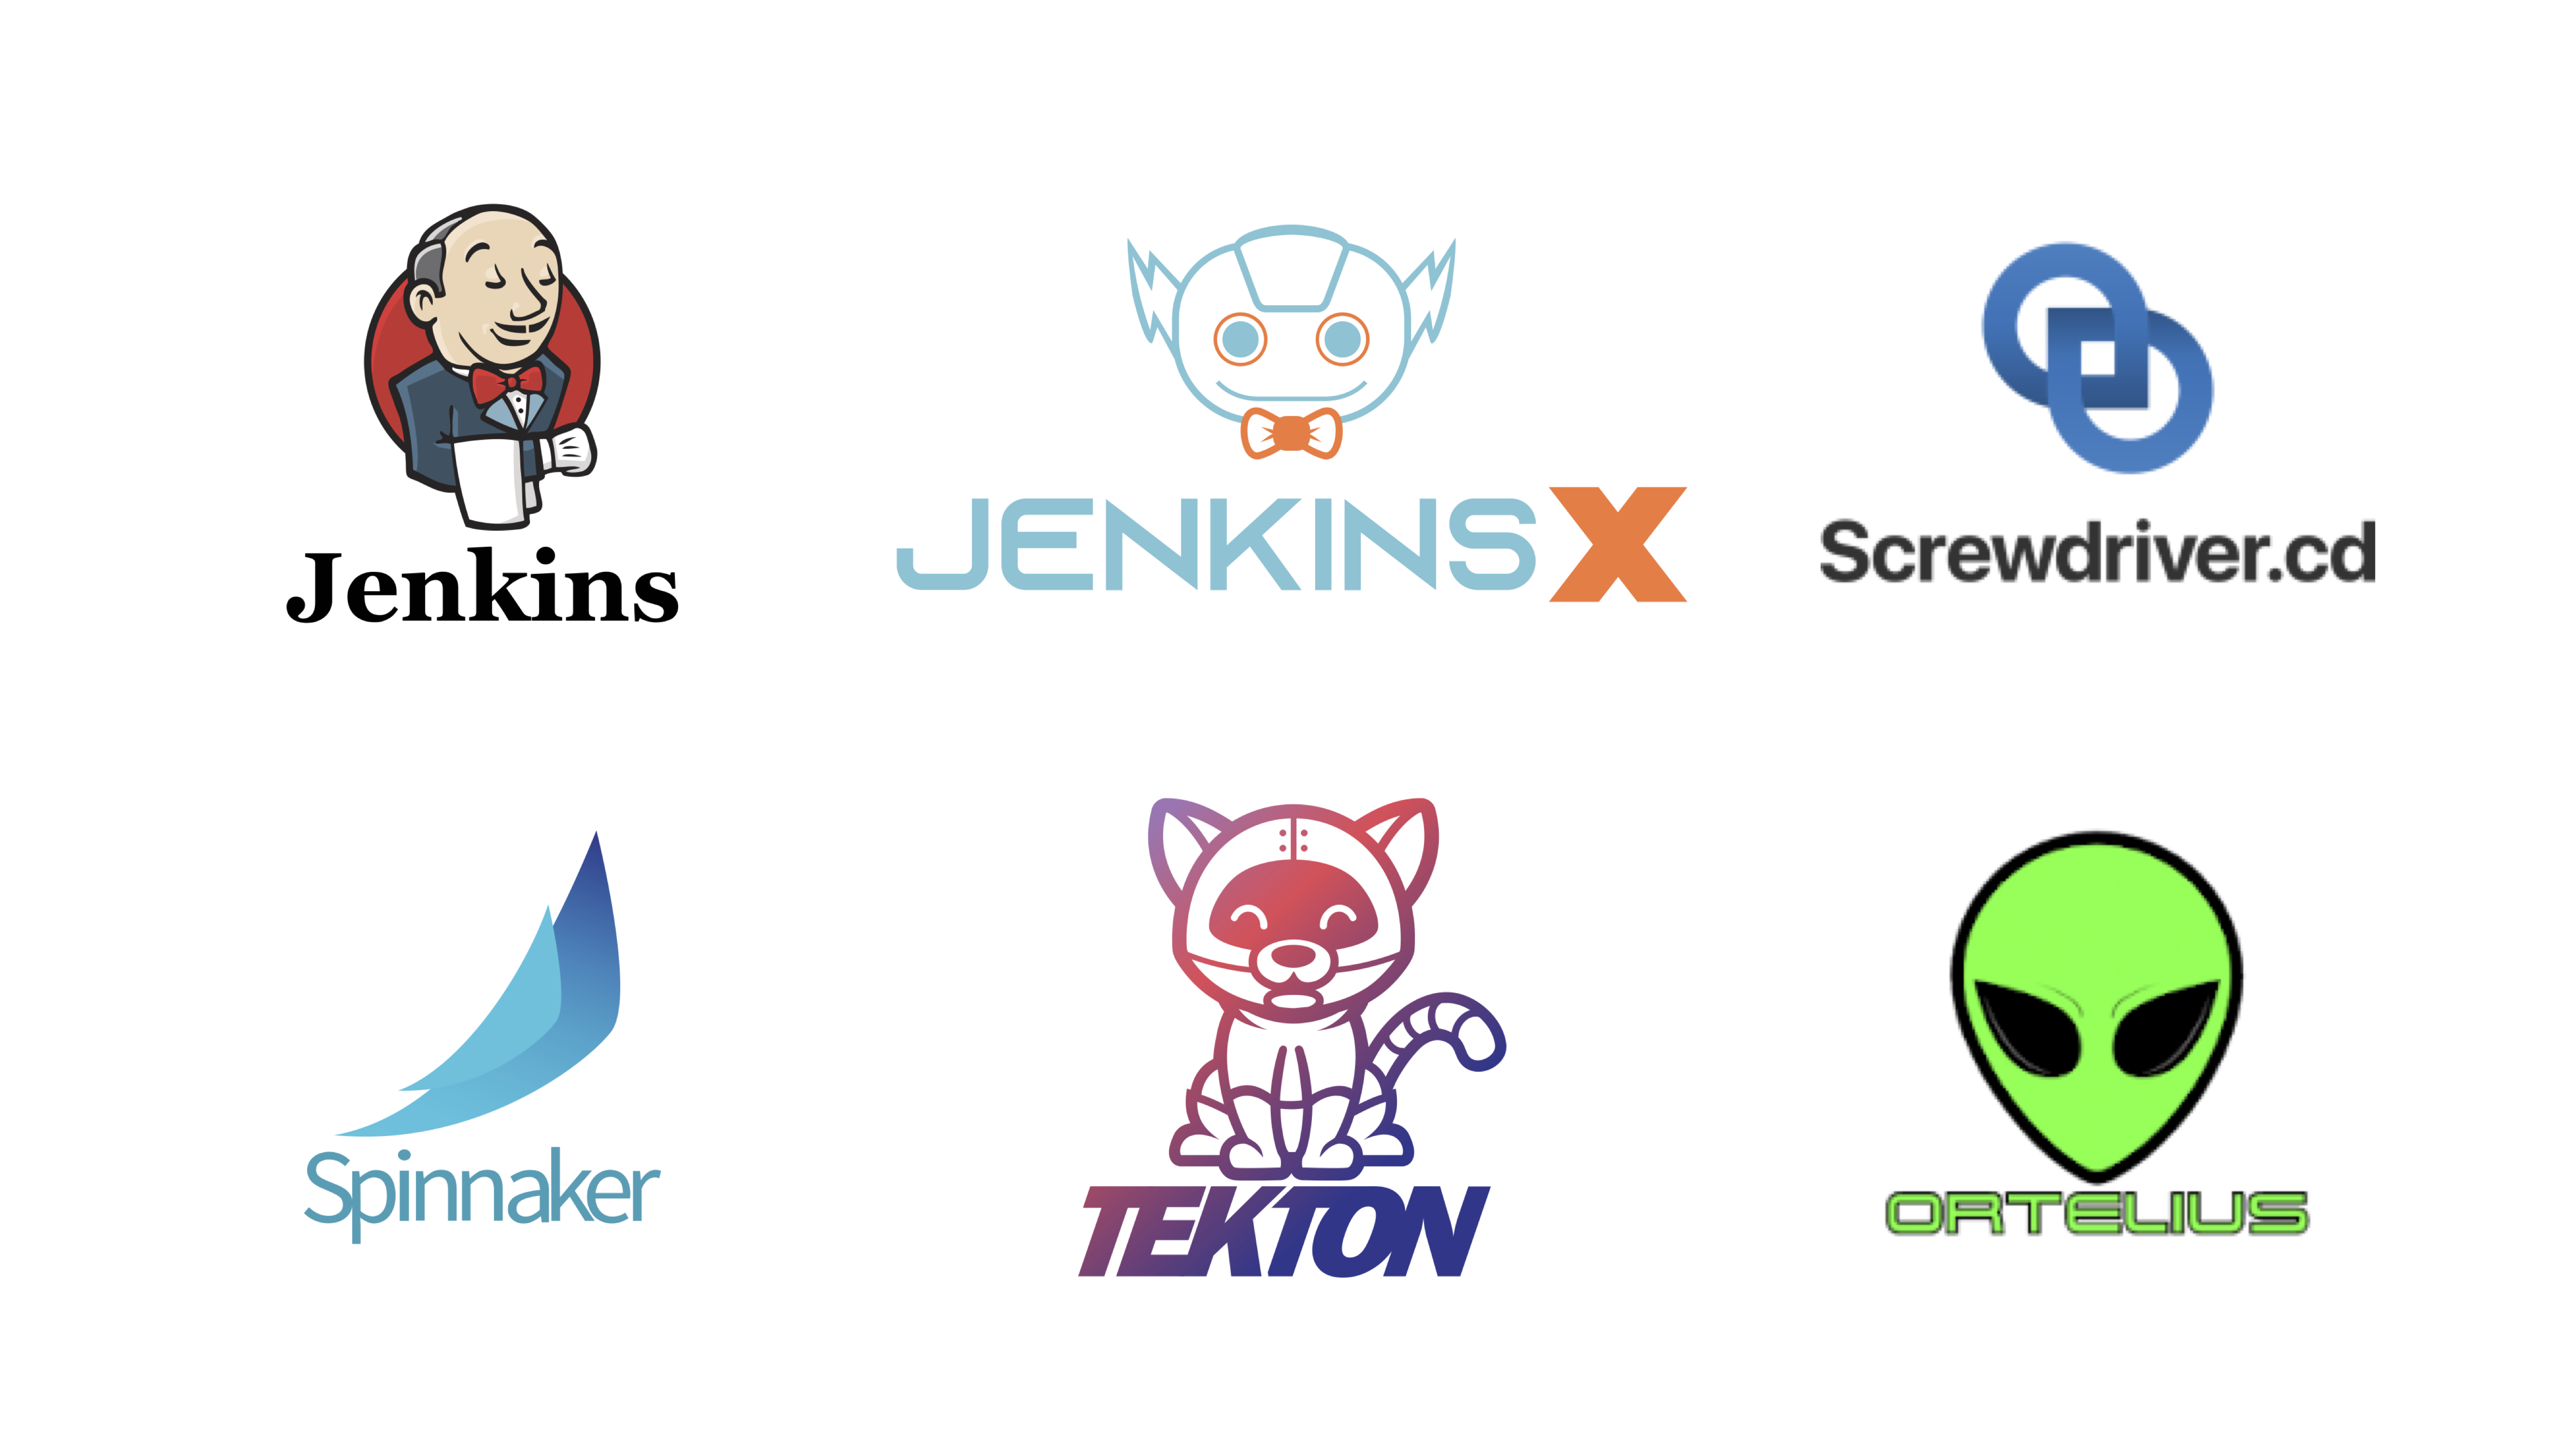 Jenkins
JENKINS X
Screwdriver.cd
Spinnaker
TEKTON
ORTELIUS